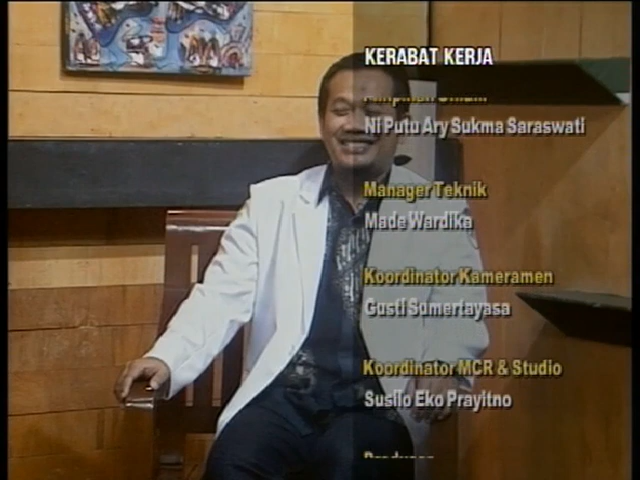 KERABAT KERJA
Ni Putu Ary Sukma Saraswati
Manager Teknik
Made Wardika
Koordinator Kameramen
Gusti Sumertayasa
Koordinator MCR & Studio
Susilo Eko Prayitno